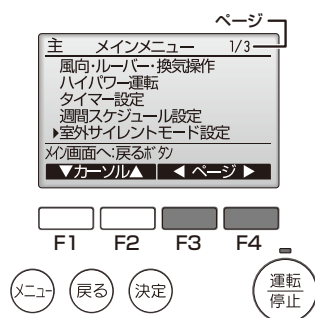 ページ
主 メインメニュー 1/3
風向・ルーバー・換気操作
ハイパワー運転
タイマー設定
週間スケジュール設定
▶室外サイレントモード設定
メイン画面へ:戻るボタン
▼カーソル▲ ◀ ページ ▶
F1 F2 F3 F4
メニュー 戻る 決定 運転
停止